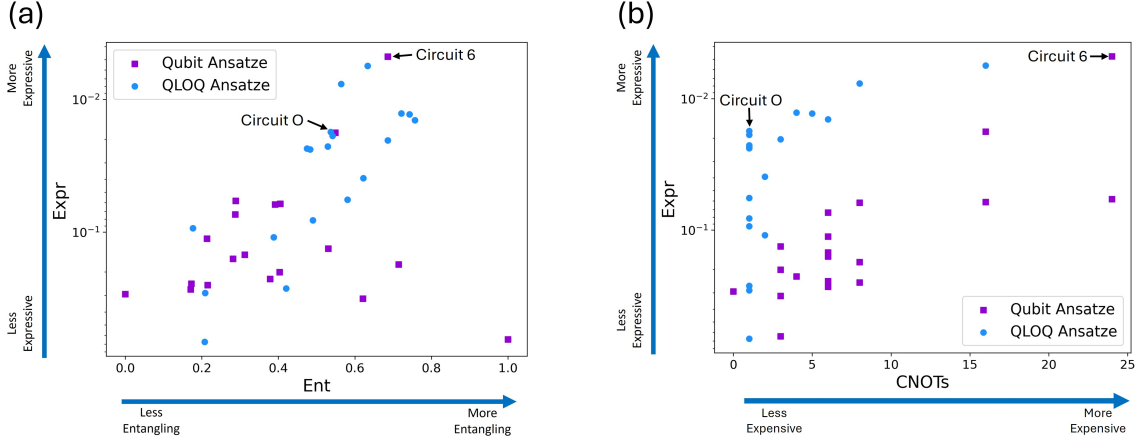 (a)
More
Expressive
Less
Expressive
Expr
10⁻²
10⁻¹
Qubit Ansatze
QLOQ Ansatze
Circuit 6
Circuit O
0.0 0.2 0.4 0.6 0.8 1.0
Ent
Less
Entangling
More
Entangling
(b)
More
Expressive
Less
Expressive
Expr
10⁻²
10⁻¹
Circuit 6
Circuit O
Qubit Ansatze
QLOQ Ansatze
0 5 10 15 20 25
CNOTs
Less
Expensive
More
Expensive